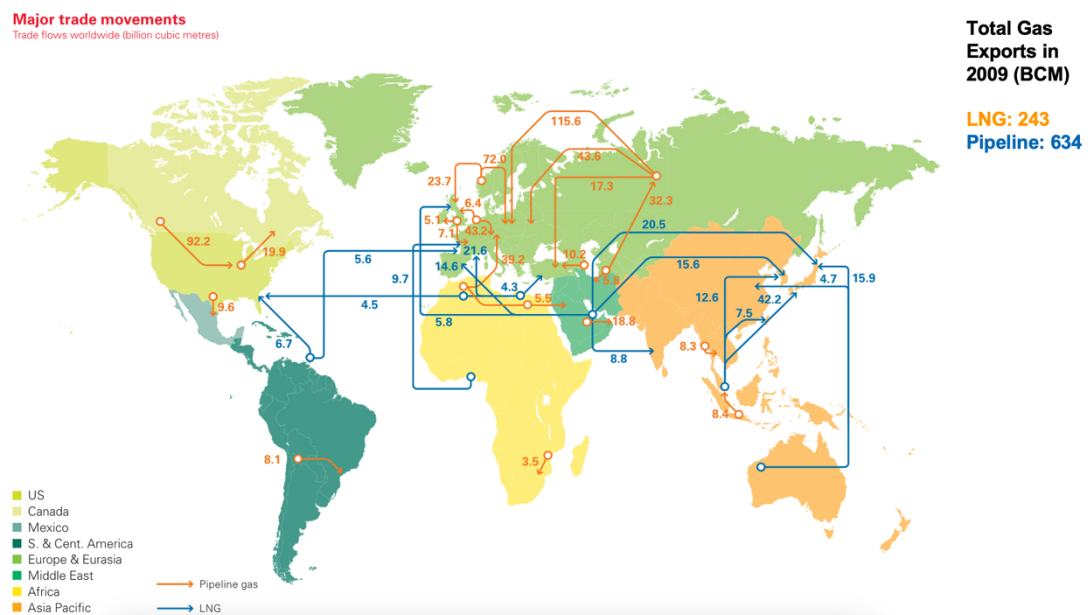 Major trade movements
Trade flows worldwide (billion cubic metres)
Total Gas
Exports in
2009 (BCM)
LNG: 243
Pipeline: 634
115.6
72.0
43.6
23.7
17.3
32.3
6.4
5.1
7.1
43.2
20.5
92.2
19.9
5.6
21.6
39.2
10.2
15.6
14.6
9.7
5.8
4.7
15.9
4.3
12.6
42.2
4.5
5.5
9.6
5.8
18.8
7.5
6.7
8.8
8.3
8.4
8.1
3.5
US
Canada
Mexico
S. & Cent. America
Europe & Eurasia
Middle East
Africa
Asia Pacific
Pipeline gas
LNG